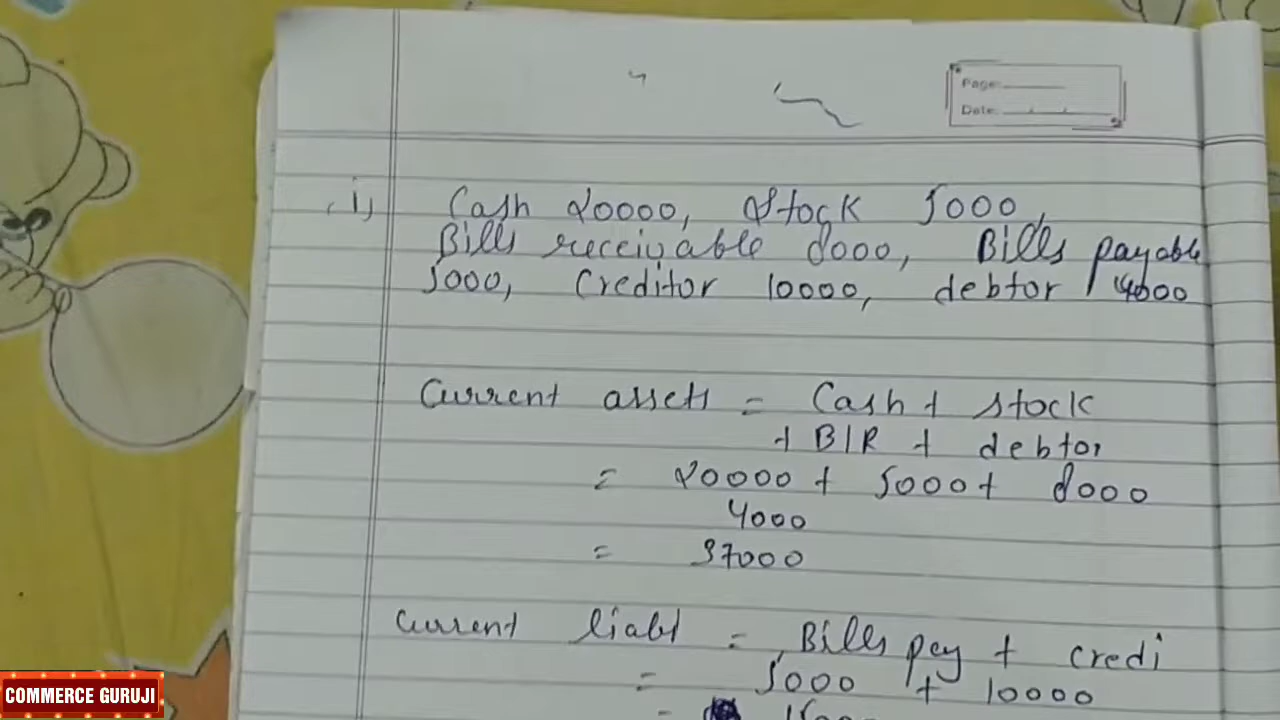 Page:
Date:
(i) Cash 20000, Stock 5000,
Bills receivable 8000, Bills payable
5000, Creditor 10000, debtor 4000
Current assets = Cash + stock
+ B/R + debtor
= 20000 + 5000 + 8000
4000
= 37000
Current liabt = Bills pay + credi
= 5000 + 10000
=
COMMERCE GURUJI